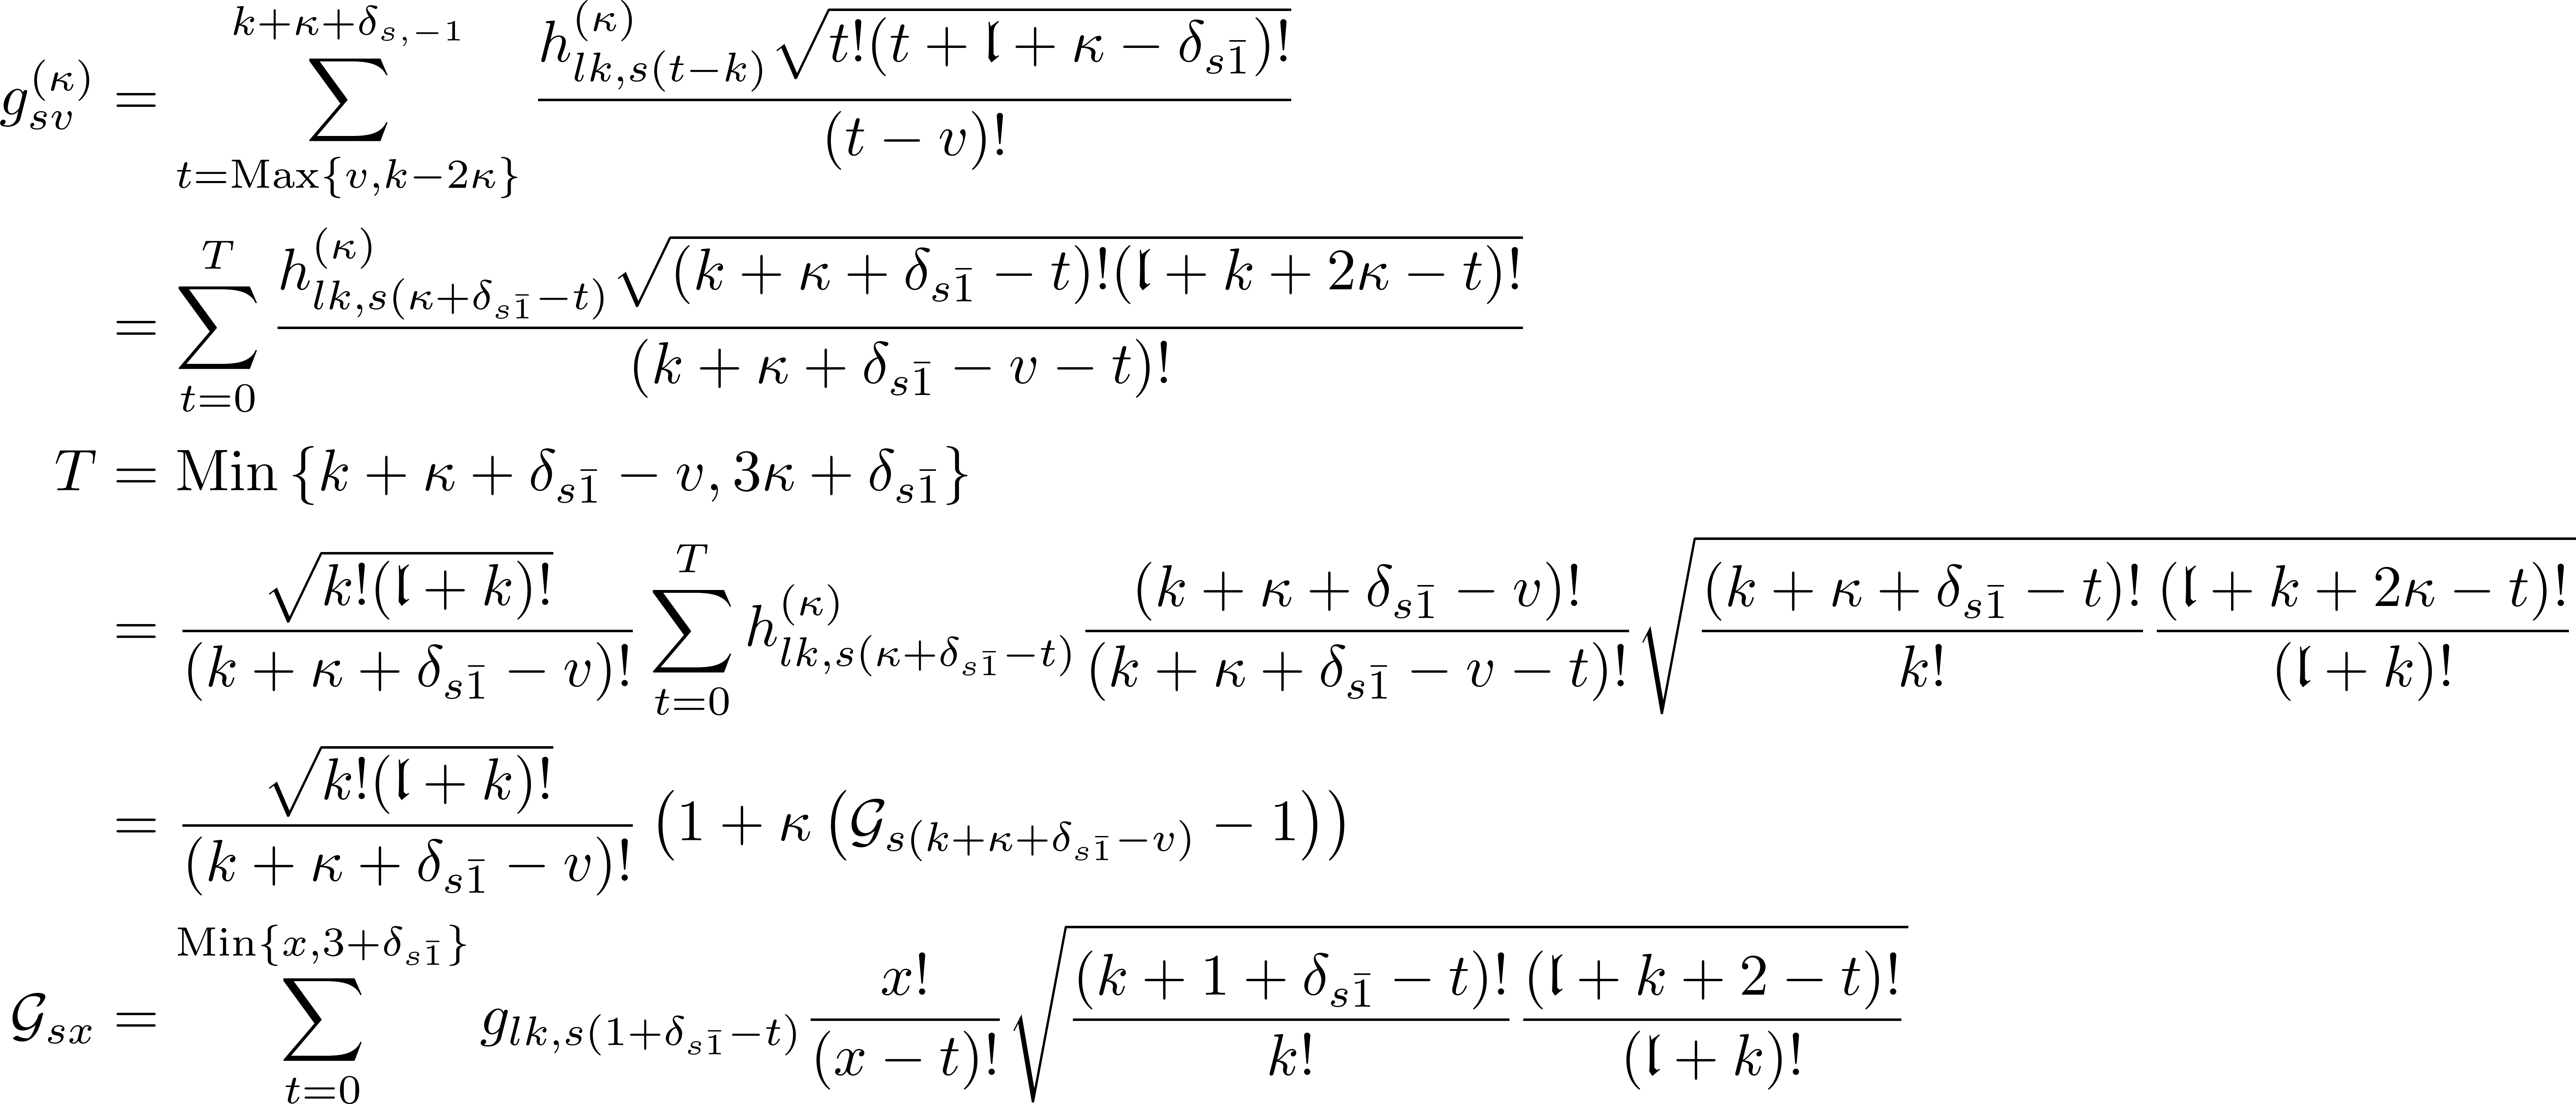 g_{sv}^{(\kappa)} = \sum_{t=\mathrm{Max}\{v,k-2\kappa\}}^{k+\kappa+\delta_{s,-1}} \frac{h_{lk,s(t-k)}^{(\kappa)} \sqrt{t!(t+\mathfrak{l}+\kappa-\delta_{s\bar{1}})!}}{(t-v)!}
= \sum_{t=0}^{T} \frac{h_{lk,s(\kappa+\delta_{s\bar{1}}-t)}^{(\kappa)} \sqrt{(k+\kappa+\delta_{s\bar{1}}-t)!(\mathfrak{l}+k+2\kappa-t)!}}{(k+\kappa+\delta_{s\bar{1}}-v-t)!}
T = \mathrm{Min}\{k+\kappa+\delta_{s\bar{1}}-v,3\kappa+\delta_{s\bar{1}}\}
= \frac{\sqrt{k!(\mathfrak{l}+k)!}}{(k+\kappa+\delta_{s\bar{1}}-v)!} \sum_{t=0}^{T} h_{lk,s(\kappa+\delta_{s\bar{1}}-t)}^{(\kappa)} \frac{(k+\kappa+\delta_{s\bar{1}}-v)!}{(k+\kappa+\delta_{s\bar{1}}-v-t)!} \sqrt{\frac{(k+\kappa+\delta_{s\bar{1}}-t)!}{k!} \frac{(\mathfrak{l}+k+2\kappa-t)!}{(\mathfrak{l}+k)!}}
= \frac{\sqrt{k!(\mathfrak{l}+k)!}}{(k+\kappa+\delta_{s\bar{1}}-v)!} \left(1+\kappa\left(\mathcal{G}_{s(k+\kappa+\delta_{s\bar{1}}-v)}-1\right)\right)
\mathcal{G}_{sx} = \sum_{t=0}^{\mathrm{Min}\{x,3+\delta_{s\bar{1}}\}} g_{lk,s(1+\delta_{s\bar{1}}-t)} \frac{x!}{(x-t)!} \sqrt{\frac{(k+1+\delta_{s\bar{1}}-t)!}{k!} \frac{(\mathfrak{l}+k+2-t)!}{(\mathfrak{l}+k)!}}